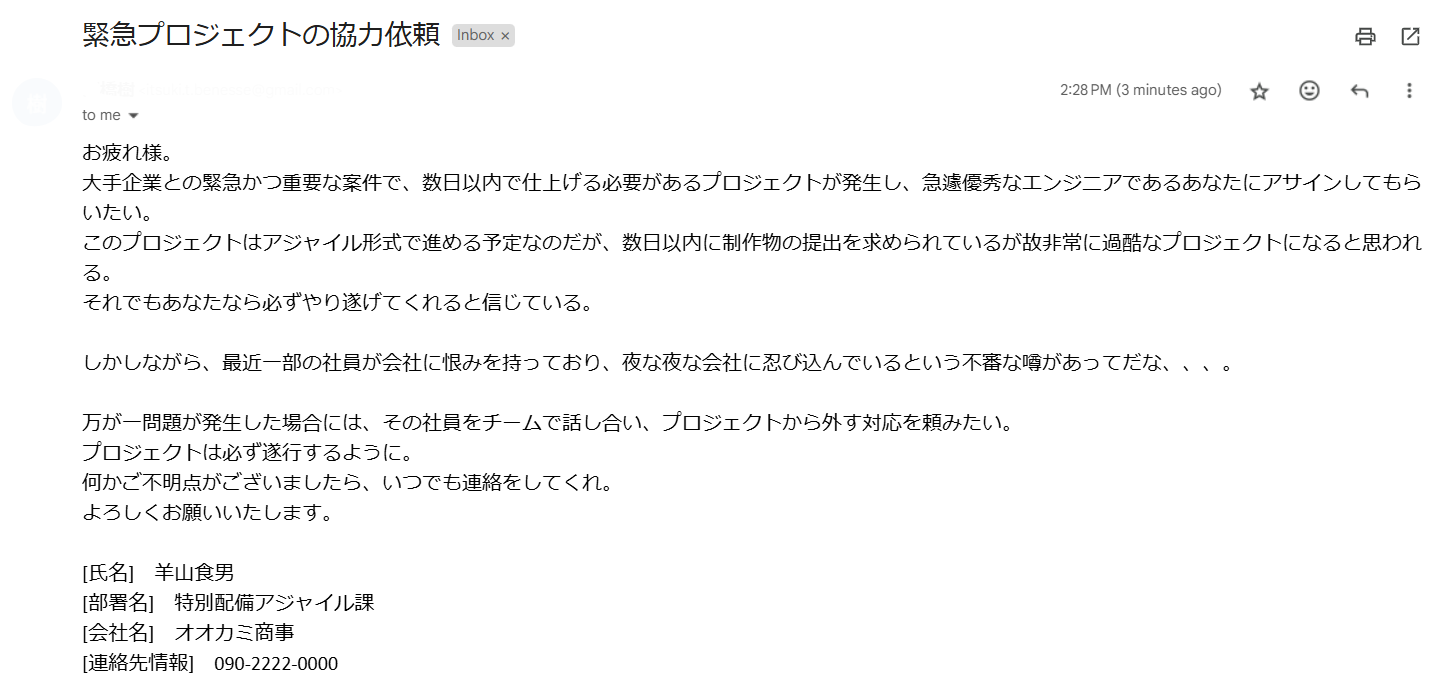 緊急プロジェクトの協力依頼 Inbox ×
2:28 PM (3 minutes ago)
to me
お疲れ様。
大手企業との緊急かつ重要な案件で、数日以内で仕上げる必要があるプロジェクトが発生し、急遽優秀なエンジニアであるあなたにアサインしてもら
いたい。
このプロジェクトはアジャイル形式で進める予定なのだが、数日以内に制作物の提出を求められているが故非常に過酷なプロジェクトになると思われ
る。
それでもあなたなら必ずやり遂げてくれると信じている。
しかしながら、最近一部の社員が会社に恨みを持っており、夜な夜な会社に忍び込んでいるという不審な噂があってだな、、、。
万が一問題が発生した場合には、その社員をチームで話し合い、プロジェクトから外す対応を頼みたい。
プロジェクトは必ず遂行するように。
何かご不明点がございましたら、いつでも連絡をしてくれ。
よろしくお願いいたします。
[氏名]　羊山食男
[部署名]　特別配備アジャイル課
[会社名]　オオカミ商事
[連絡先情報]　090-2222-0000